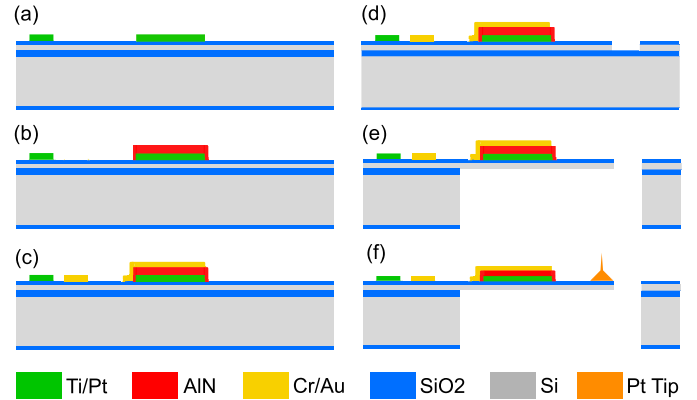 (a)
(b)
(c)
(d)
(e)
(f)
Ti/Pt AlN Cr/Au SiO2 Si Pt Tip